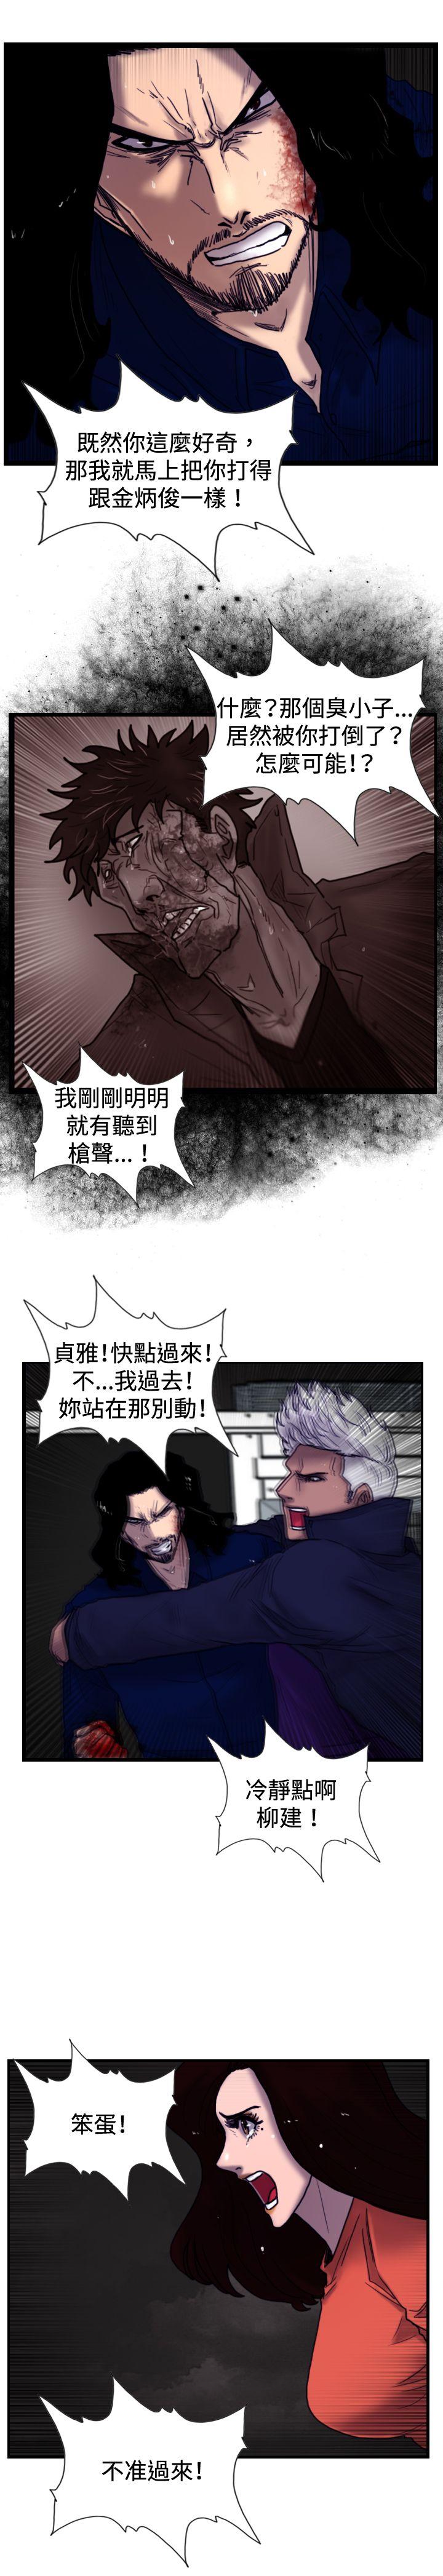 既然你這麼好奇，
那我就馬上把你打得
跟金炳俊一樣！
什麼？那個臭小子...
居然被你打倒了？
怎麼可能!？
我剛剛明明
就有聽到
槍聲...！
貞雅！快點過來！
不...我過去！
妳站在那別動！
冷靜點啊
柳建！
笨蛋！
不准過來！